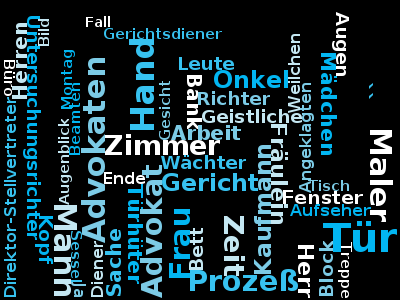 Fall
Gerichtsdiener
Augen
Herren
Bild
Untersuchungsrichter
Büro
Montag
Beamten
Advokaten
Hand
Leute
Onkel
Weilchen
Mädchen
Bank
Gesicht
Richter
Geistliche
Angeklagten
Arbeit
Zimmer
Fräulein
Maler
Wächter
Augenblick
Ende
Gericht
Tisch
Fenster
Aufseher
Direktor-Stellvertreter
Kopf
Mann
Sessel
Diener
Sache
Türhüter
Advokat
Frau
Bett
Zeit
Kaufmann
Herr
Block
Treppe
Tür
Prozeß